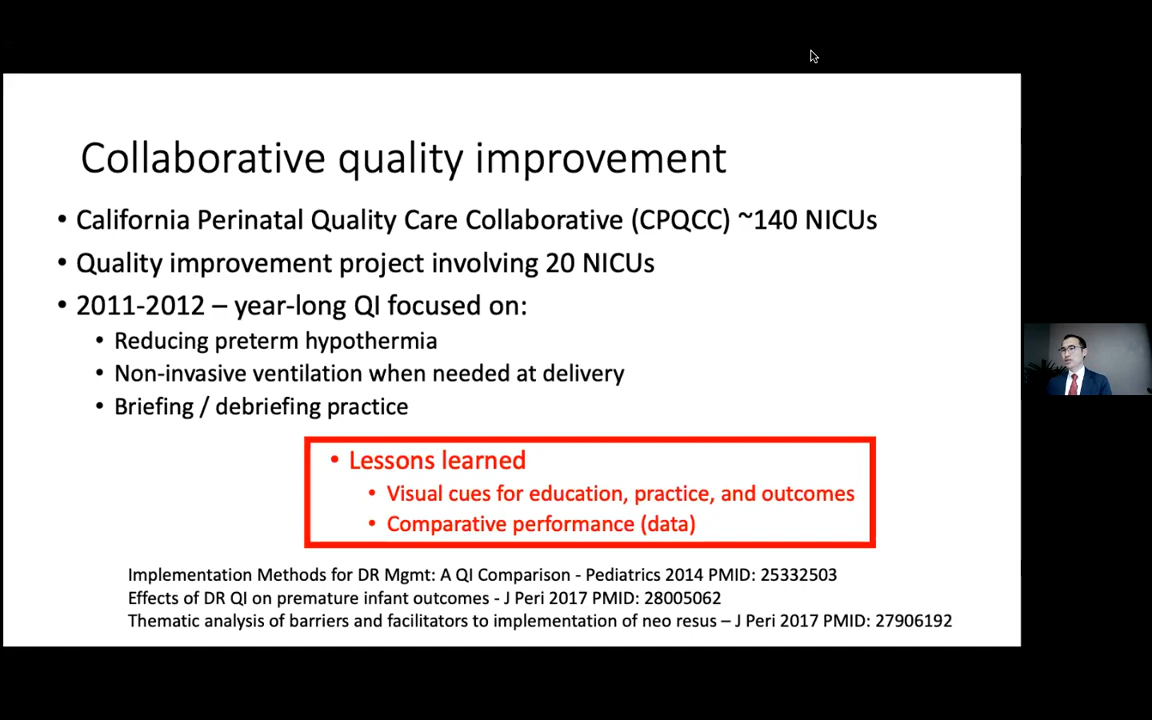 Collaborative quality improvement
• California Perinatal Quality Care Collaborative (CPQCC) ~140 NICUs
• Quality improvement project involving 20 NICUs
• 2011-2012 – year-long QI focused on:
• Reducing preterm hypothermia
• Non-invasive ventilation when needed at delivery
• Briefing / debriefing practice
• Lessons learned
• Visual cues for education, practice, and outcomes
• Comparative performance (data)
Implementation Methods for DR Mgmt: A QI Comparison - Pediatrics 2014 PMID: 25332503
Effects of DR QI on premature infant outcomes - J Peri 2017 PMID: 28005062
Thematic analysis of barriers and facilitators to implementation of neo resus – J Peri 2017 PMID: 27906192